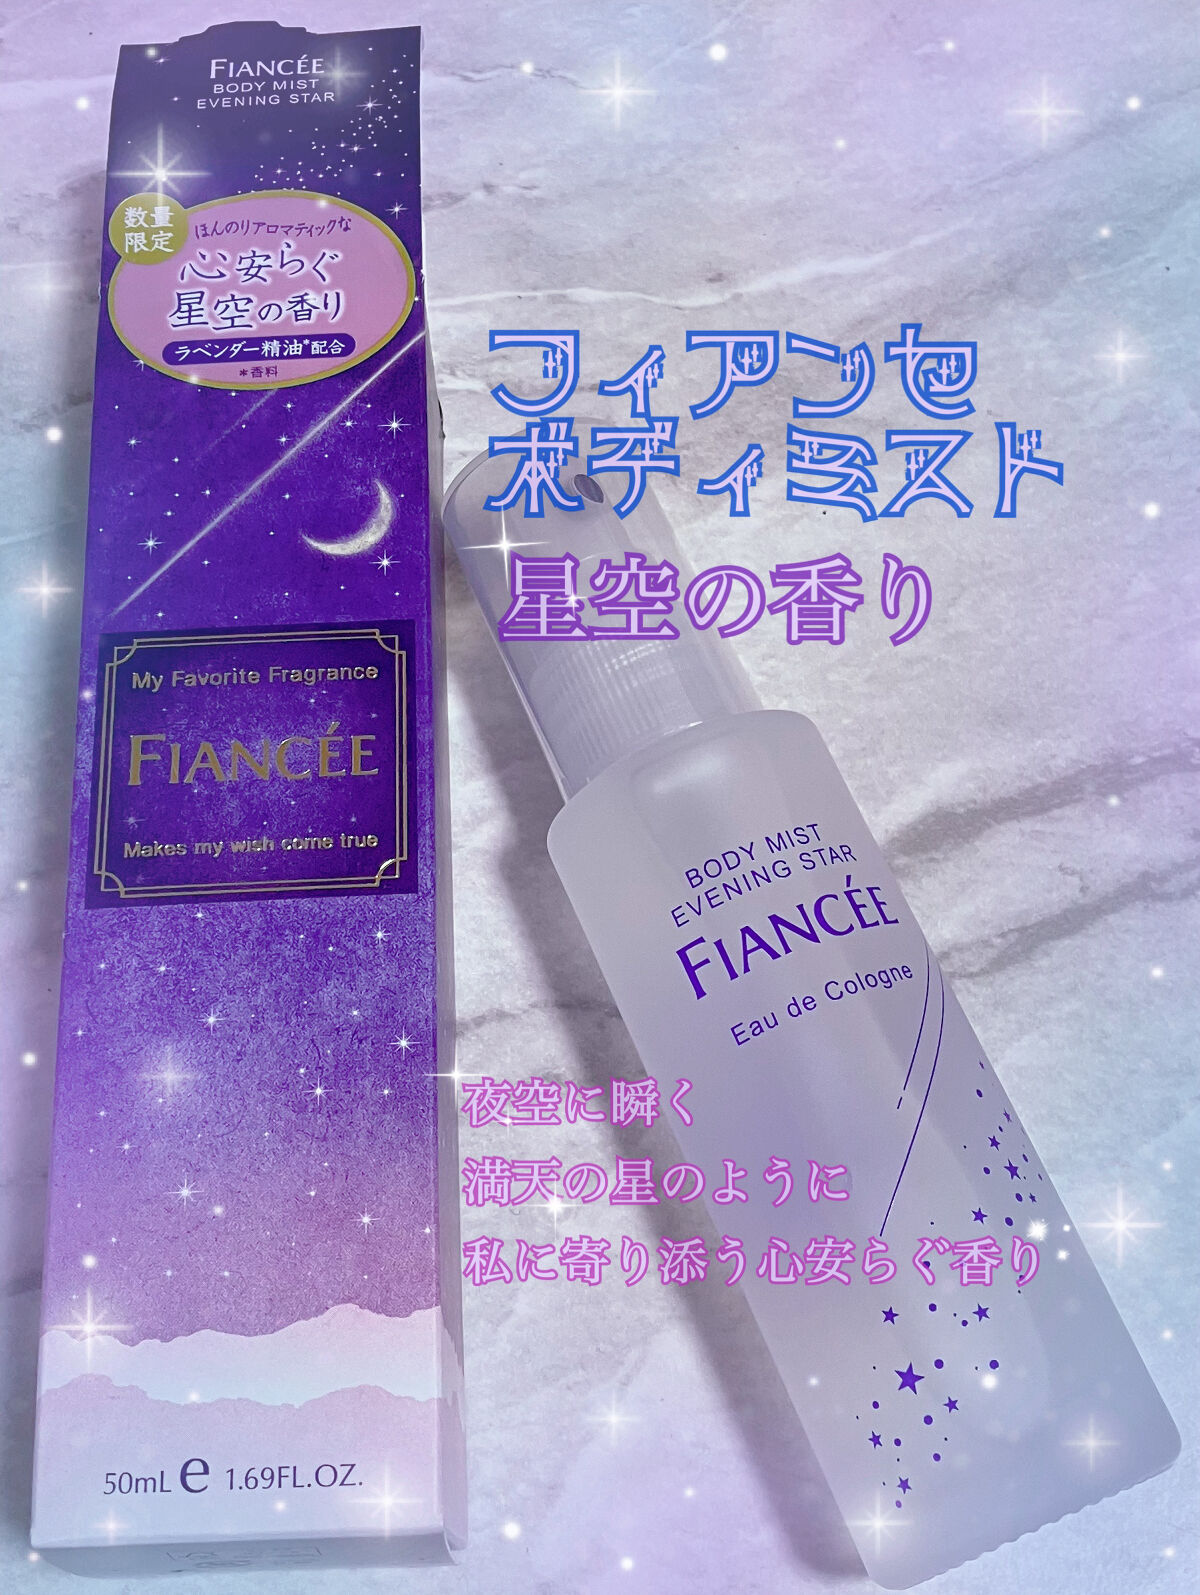 FIANCÉE
BODY MIST
EVENING STAR
数量
限定
ほんのりアロマティックな
心安らぐ
星空の香り
ラベンダー精油*配合
*香料
My Favorite Fragrance
FIANCÉE
Makes my wish come true
50mL e 1.69FL.OZ.
フィアンセ
ボディミスト
星空の香り
BODY MIST
EVENING STAR
FIANCÉE
Eau de Cologne
夜空に瞬く
満天の星のように
私に寄り添う心安らぐ香り